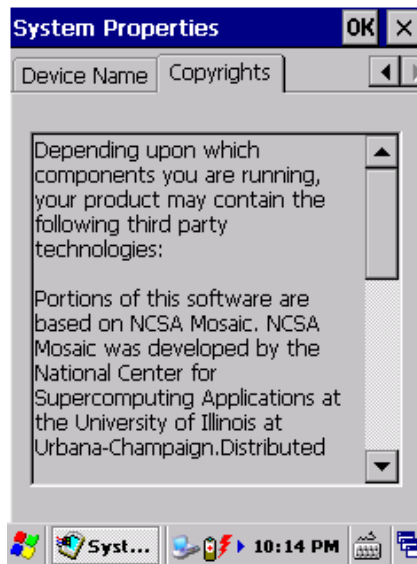 System Properties OK ×
Device Name Copyrights
Depending upon which
components you are running,
your product may contain the
following third party
technologies:
Portions of this software are
based on NCSA Mosaic. NCSA
Mosaic was developed by the
National Center for
Supercomputing Applications at
the University of Illinois at
Urbana-Champaign.Distributed
Syst... 10:14 PM